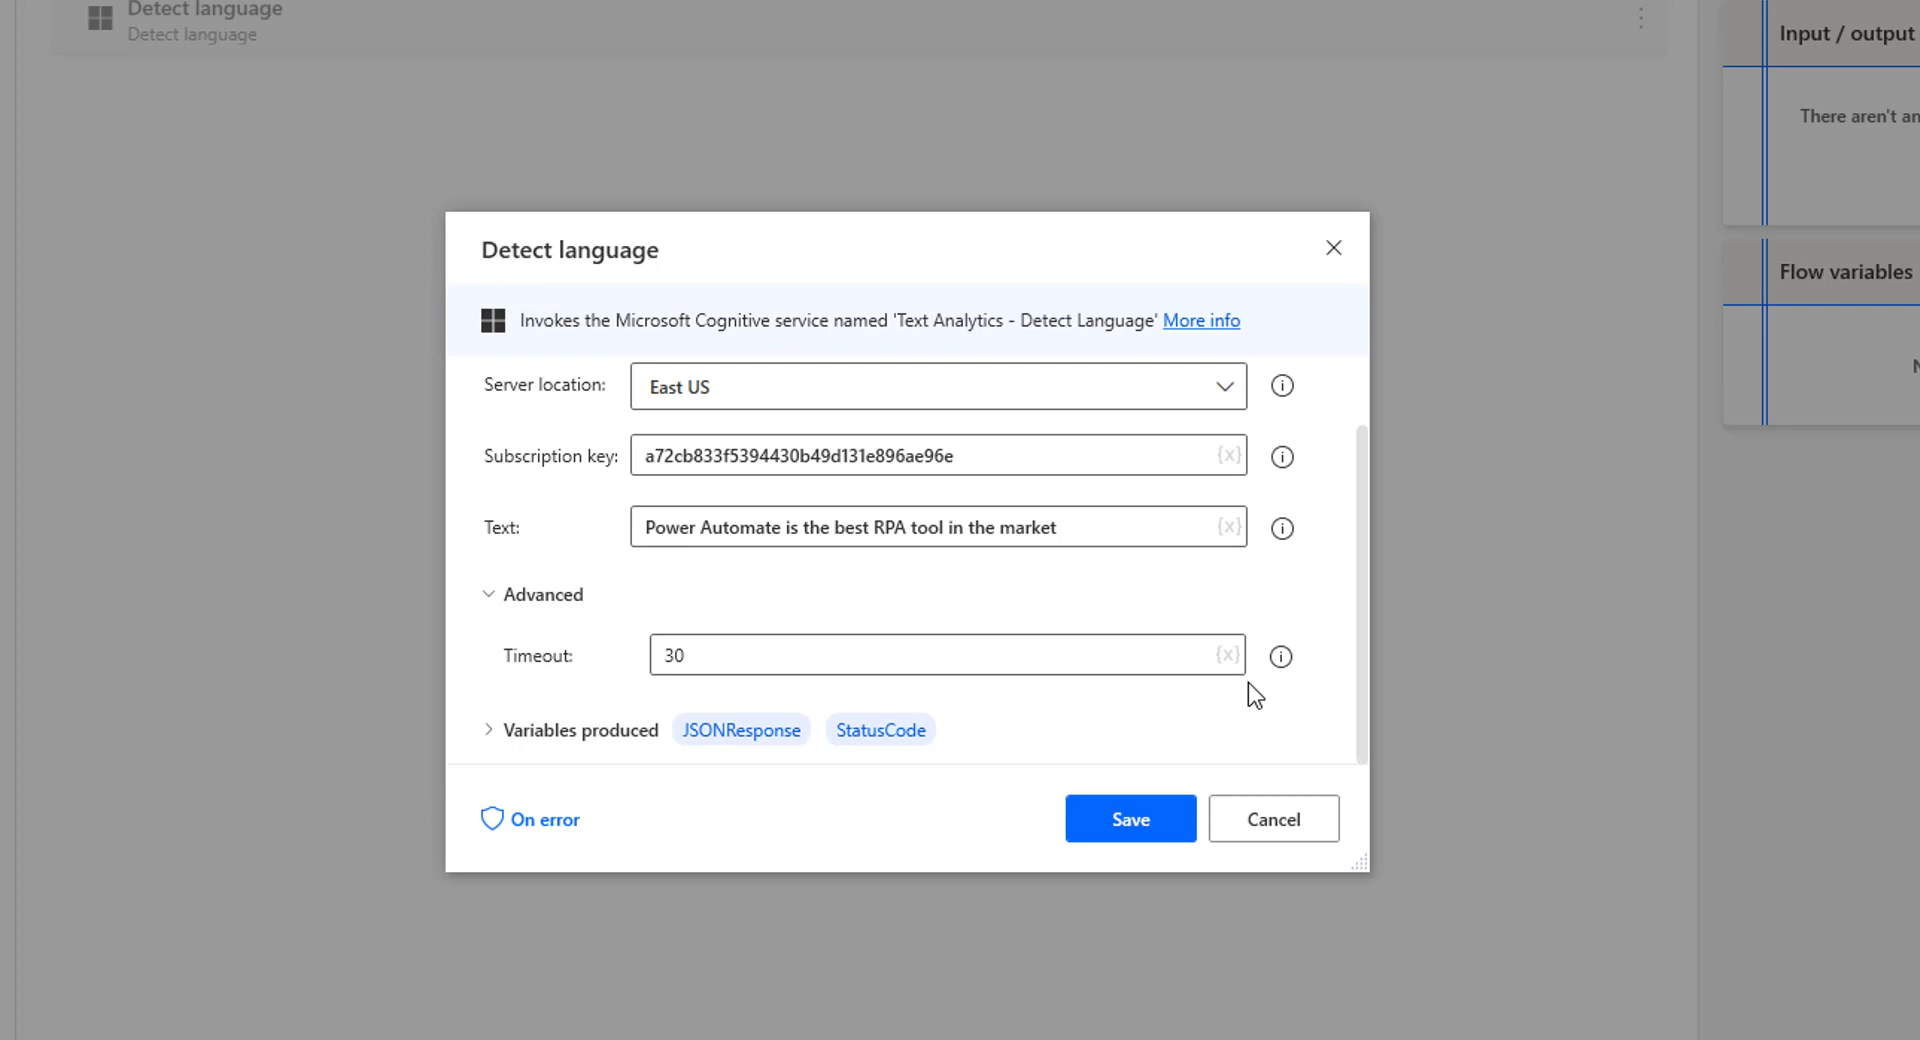 Detect language
Detect language
Input / output
There aren't
Flow variables
Detect language
Invokes the Microsoft Cognitive service named 'Text Analytics - Detect Language' More info
Server location: East US
Subscription key: a72cb833f5394430b49d131e896ae96e {x}
Text: Power Automate is the best RPA tool in the market {x}
Advanced
Timeout: 30 {x}
Variables produced JSONResponse StatusCode
On error Save Cancel